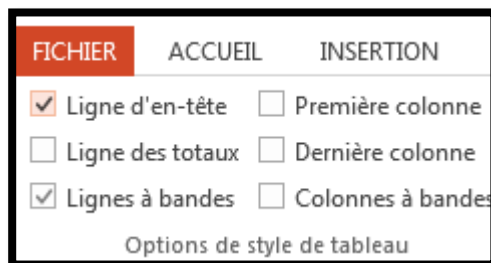 FICHIER ACCUEIL INSERTION
Ligne d'en-tête Première colonne
Ligne des totaux Dernière colonne
Lignes à bandes Colonnes à bandes
Options de style de tableau